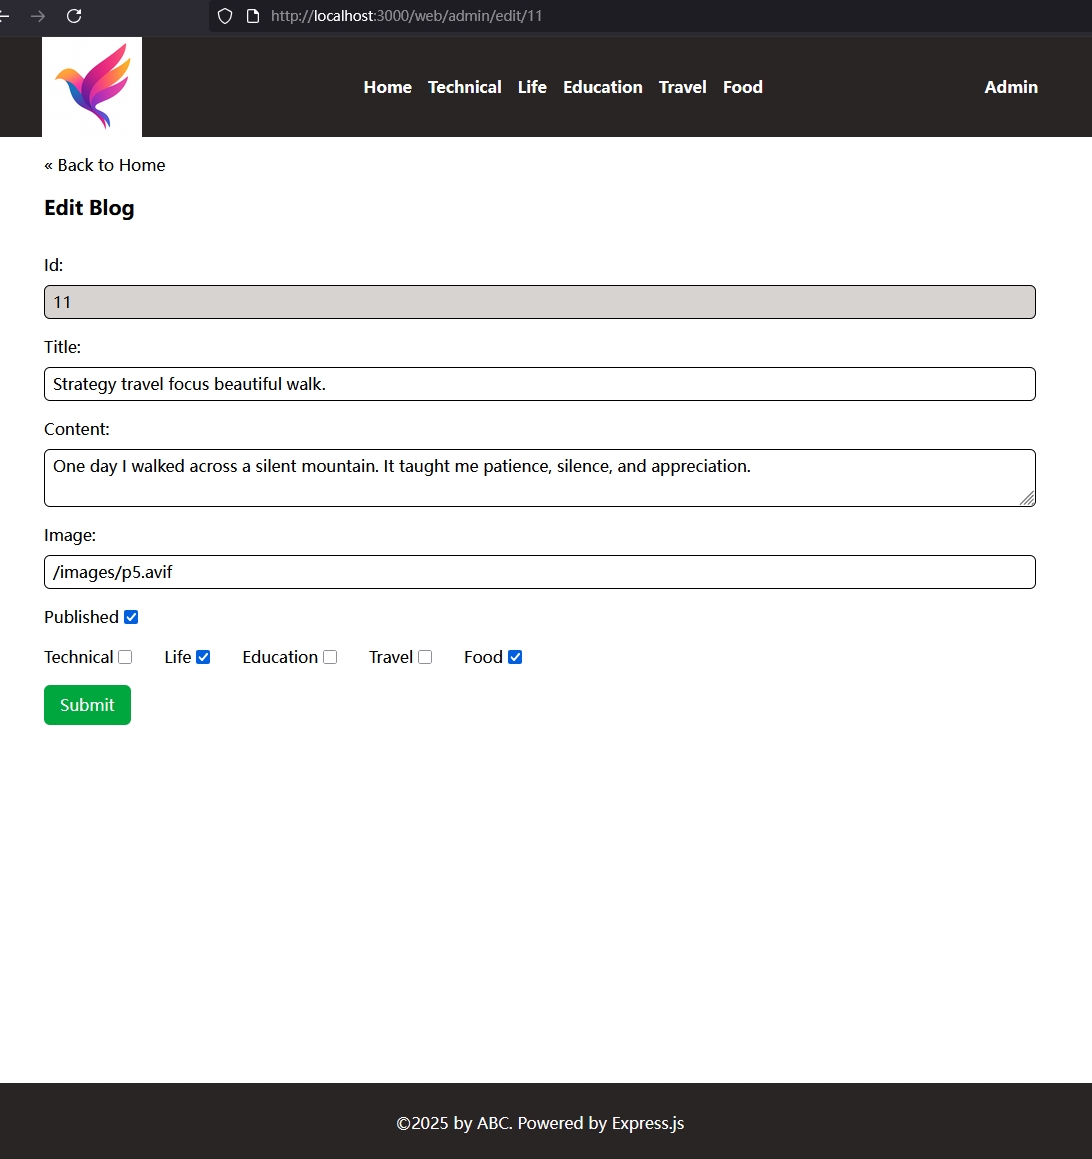 http://localhost:3000/web/admin/edit/11
Home Technical Life Education Travel Food Admin
« Back to Home
Edit Blog
Id:
11
Title:
Strategy travel focus beautiful walk.
Content:
One day I walked across a silent mountain. It taught me patience, silence, and appreciation.
Image:
/images/p5.avif
Published
Technical Life Education Travel Food
Submit
©2025 by ABC. Powered by Express.js